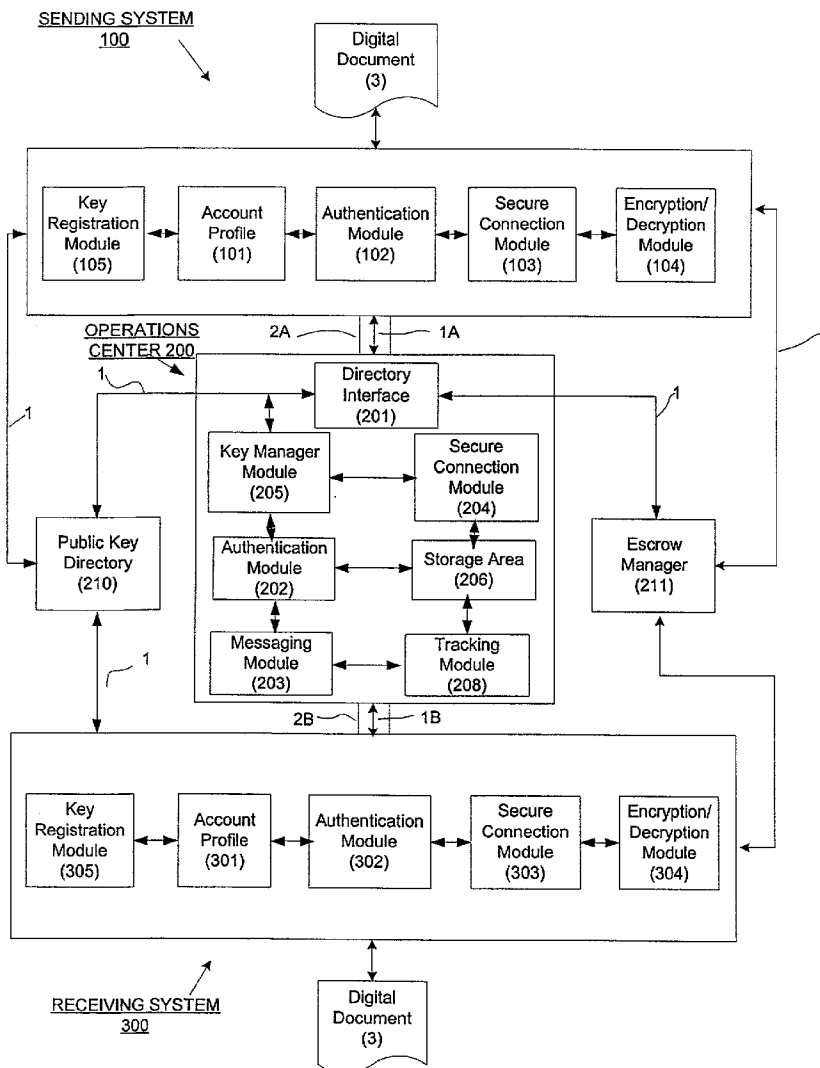 SENDING SYSTEM
100
Digital
Document
(3)
Key
Registration
Module
(105)
Account
Profile
(101)
Authentication
Module
(102)
Secure
Connection
Module
(103)
Encryption/
Decryption
Module
(104)
OPERATIONS
CENTER 200
2A
1A
1
Directory
Interface
(201)
1
1
Key Manager
Module
(205)
Secure
Connection
Module
(204)
Public Key
Directory
(210)
Authentication
Module
(202)
Storage Area
(206)
Escrow
Manager
(211)
Messaging
Module
(203)
Tracking
Module
(208)
1
2B
1B
Key
Registration
Module
(305)
Account
Profile
(301)
Authentication
Module
(302)
Secure
Connection
Module
(303)
Encryption/
Decryption
Module
(304)
RECEIVING SYSTEM
300
Digital
Document
(3)